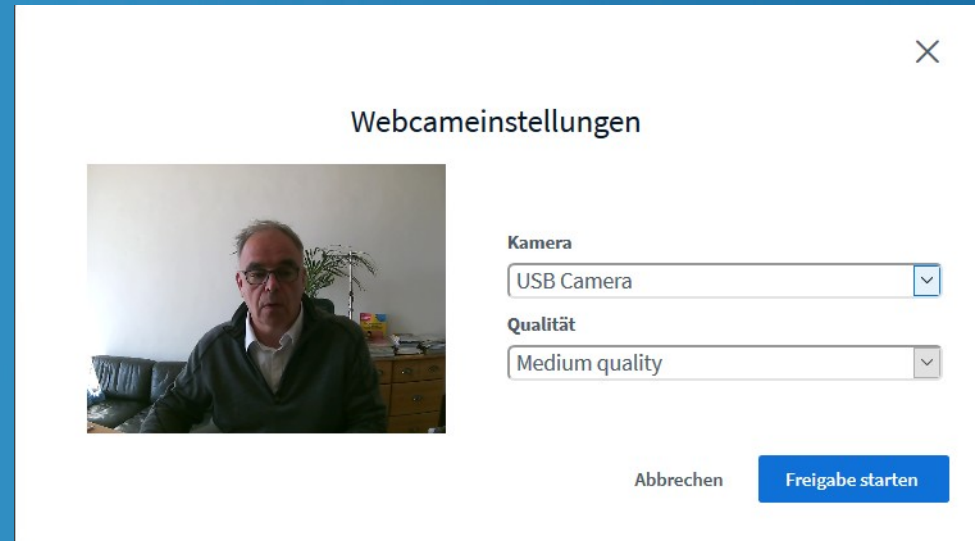 Webcameinstellungen
Kamera
USB Camera
Qualität
Medium quality
Abbrechen
Freigabe starten